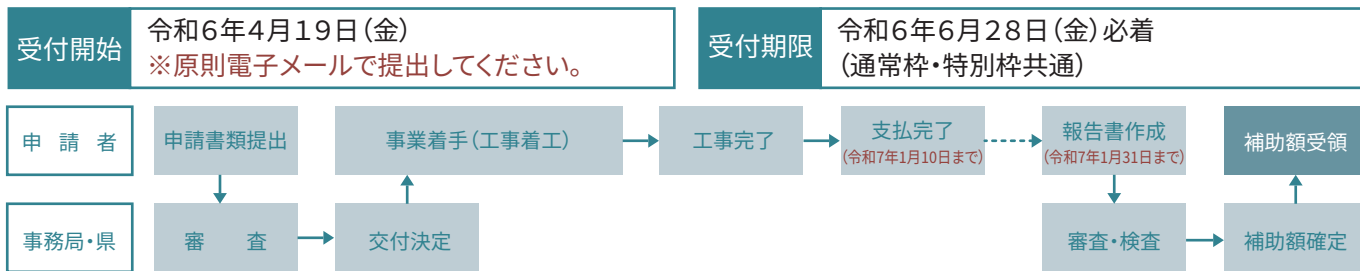 受付開始
令和6年4月19日(金)
※原則電子メールで提出してください。
受付期限
令和6年6月28日(金)必着
(通常枠・特別枠共通)
申 請 者
申請書類提出
事業着手(工事着工)
工事完了
支払完了
(令和7年1月10日まで)
報告書作成
(令和7年1月31日まで)
補助額受領
事務局・県
審 査
交付決定
審査・検査
補助額確定